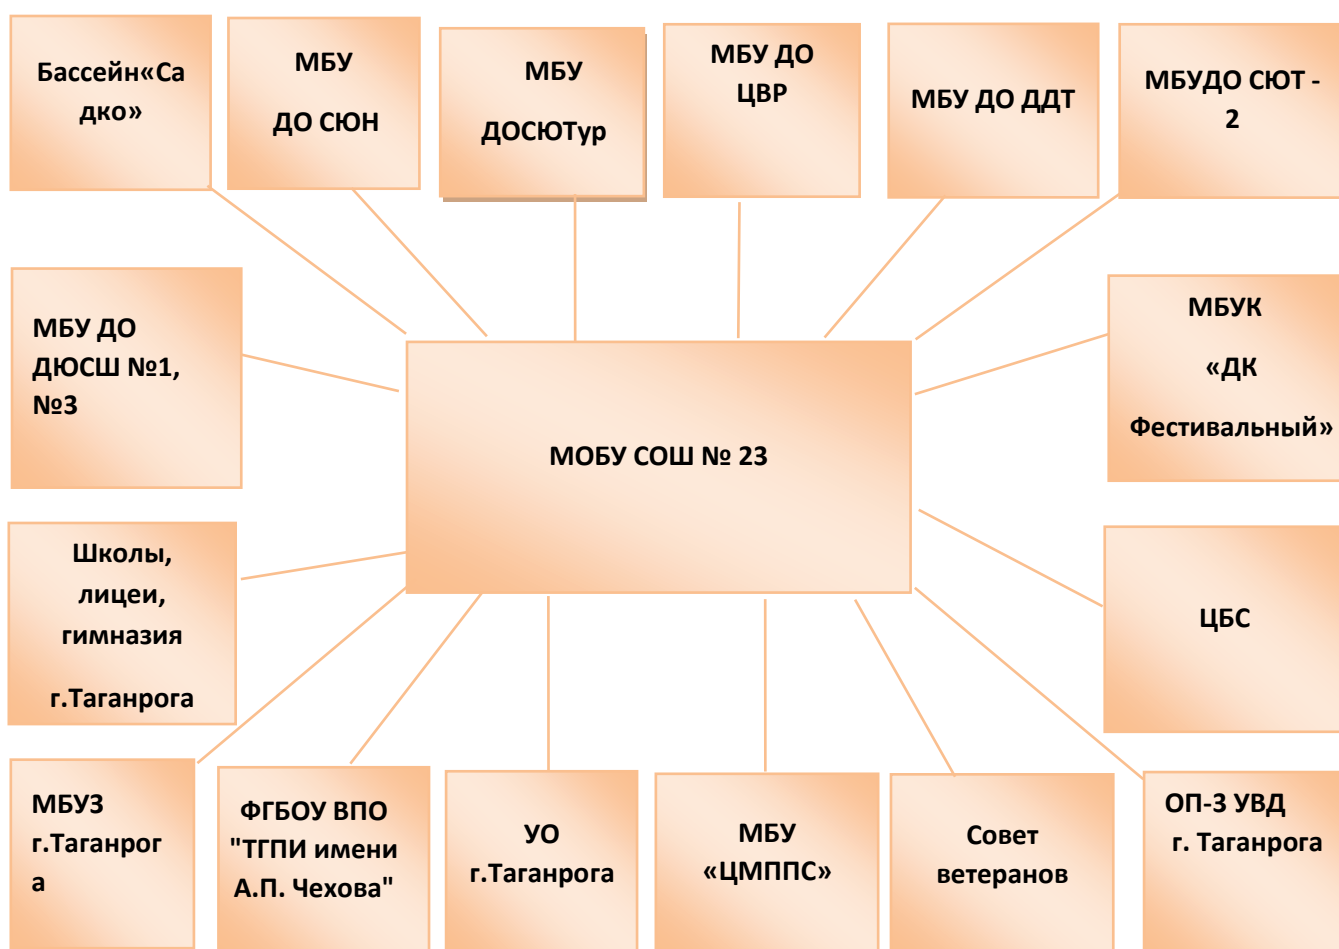 Бассейн«Са
дко»
МБУ
ДО СЮН
МБУ
ДОСЮТур
МБУ ДО
ЦВР
МБУ ДО ДДТ
МБУДО СЮТ -
2
МБУ ДО
ДЮСШ №1,
№3
МОБУ СОШ № 23
МБУК
«ДК
Фестивальный»
Школы,
лицеи,
гимназия
г.Таганрога
ЦБС
МБУЗ
г.Таганрог
а
ФГБОУ ВПО
"ТГПИ имени
А.П. Чехова"
УО
г.Таганрога
МБУ
«ЦМППС»
Совет
ветеранов
ОП-3 УВД
г. Таганрога